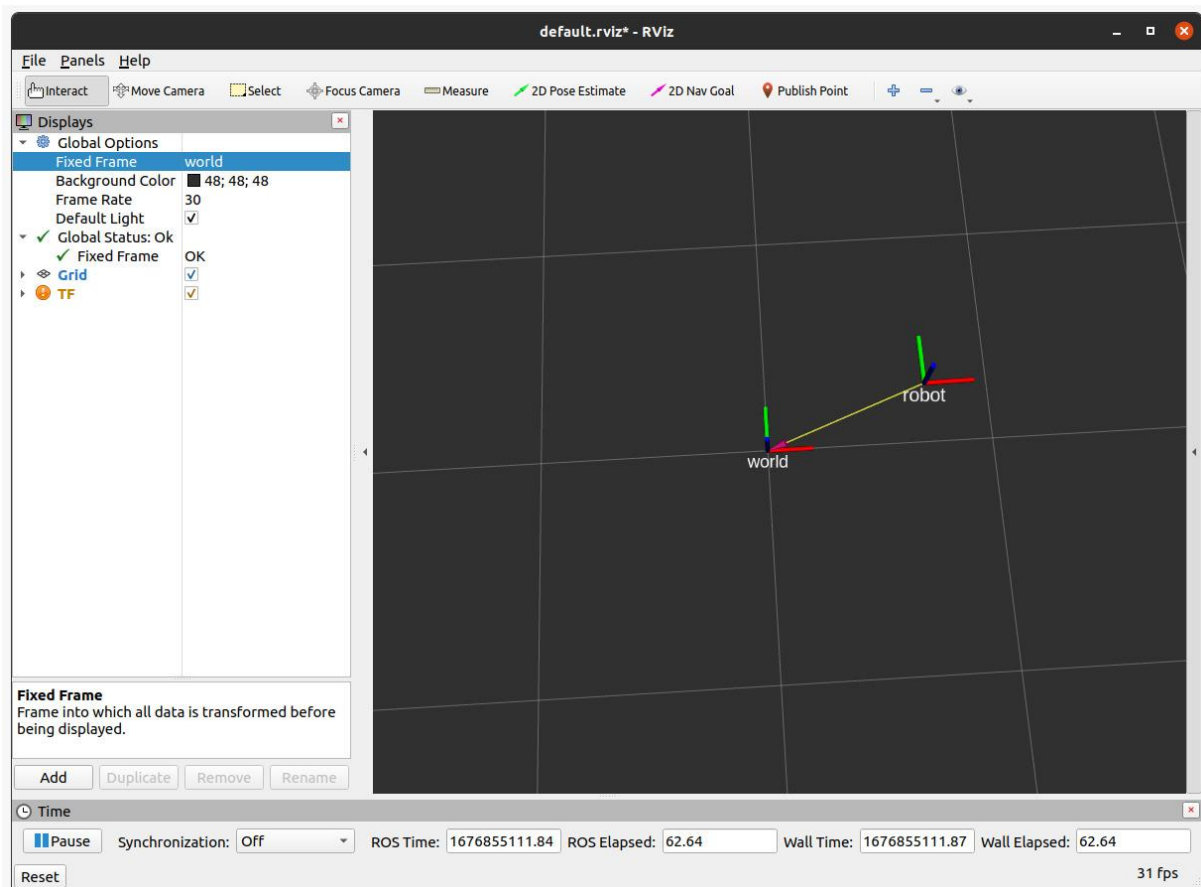 default.rviz* - RViz
File Panels Help
Interact Move Camera Select Focus Camera Measure 2D Pose Estimate 2D Nav Goal Publish Point
Displays
Global Options
Fixed Frame world
Background Color 48; 48; 48
Frame Rate 30
Default Light
Global Status: Ok
Fixed Frame OK
Grid
TF
robot
world
Fixed Frame
Frame into which all data is transformed before
being displayed.
Add Duplicate Remove Rename
Time
Pause Synchronization: Off ROS Time: 1676855111.84 ROS Elapsed: 62.64 Wall Time: 1676855111.87 Wall Elapsed: 62.64
Reset 31 fps